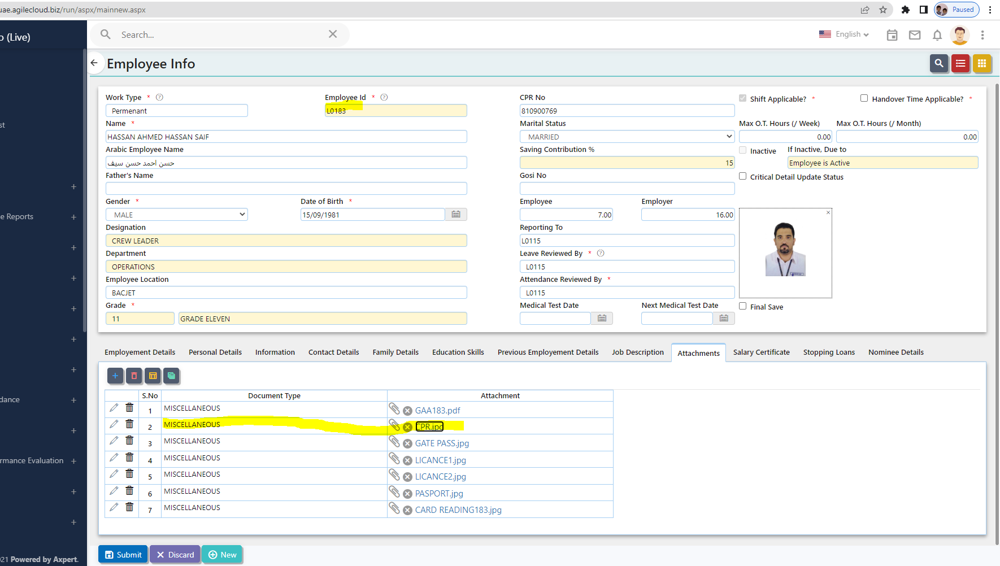 uae.agilecloud.biz/run/aspx/mainnew.aspx
Paused
o (Live)
Search...
English
Employee Info
st
e Reports
dance
rmance Evaluation
021 Powered by Axpert.
Work Type *
Permenant
Employee Id *
L0183
Name *
HASSAN AHMED HASSAN SAIF
Arabic Employee Name
حسن احمد حسن سيف
Father's Name
Gender *
MALE
Date of Birth *
15/09/1981
Designation
CREW LEADER
Department
OPERATIONS
Employee Location
BACJET
Grade *
11
GRADE ELEVEN
CPR No
810900769
Marital Status
MARRIED
Saving Contribution %
15
Gosi No
Employee
7.00
Employer
16.00
Reporting To
L0115
Leave Reviewed By *
L0115
Attendance Reviewed By *
L0115
Medical Test Date
Next Medical Test Date
Shift Applicable? *
Handover Time Applicable? *
Max O.T. Hours (/ Week)
0.00
Max O.T. Hours (/ Month)
0.00
Inactive
If Inactive, Due to
Employee is Active
Critical Detail Update Status
Final Save
Employement Details
Personal Details
Information
Contact Details
Family Details
Education Skills
Previous Employement Details
Job Description
Attachments
Salary Certificate
Stopping Loans
Nominee Details
S.No Document Type Attachment
1 MISCELLANEOUS GAA183.pdf
2 MISCELLANEOUS CPR.jpg
3 MISCELLANEOUS GATE PASS.jpg
4 MISCELLANEOUS LICANCE1.jpg
5 MISCELLANEOUS LICANCE2.jpg
6 MISCELLANEOUS PASPORT.jpg
7 MISCELLANEOUS CARD READING183.jpg
Submit
Discard
New